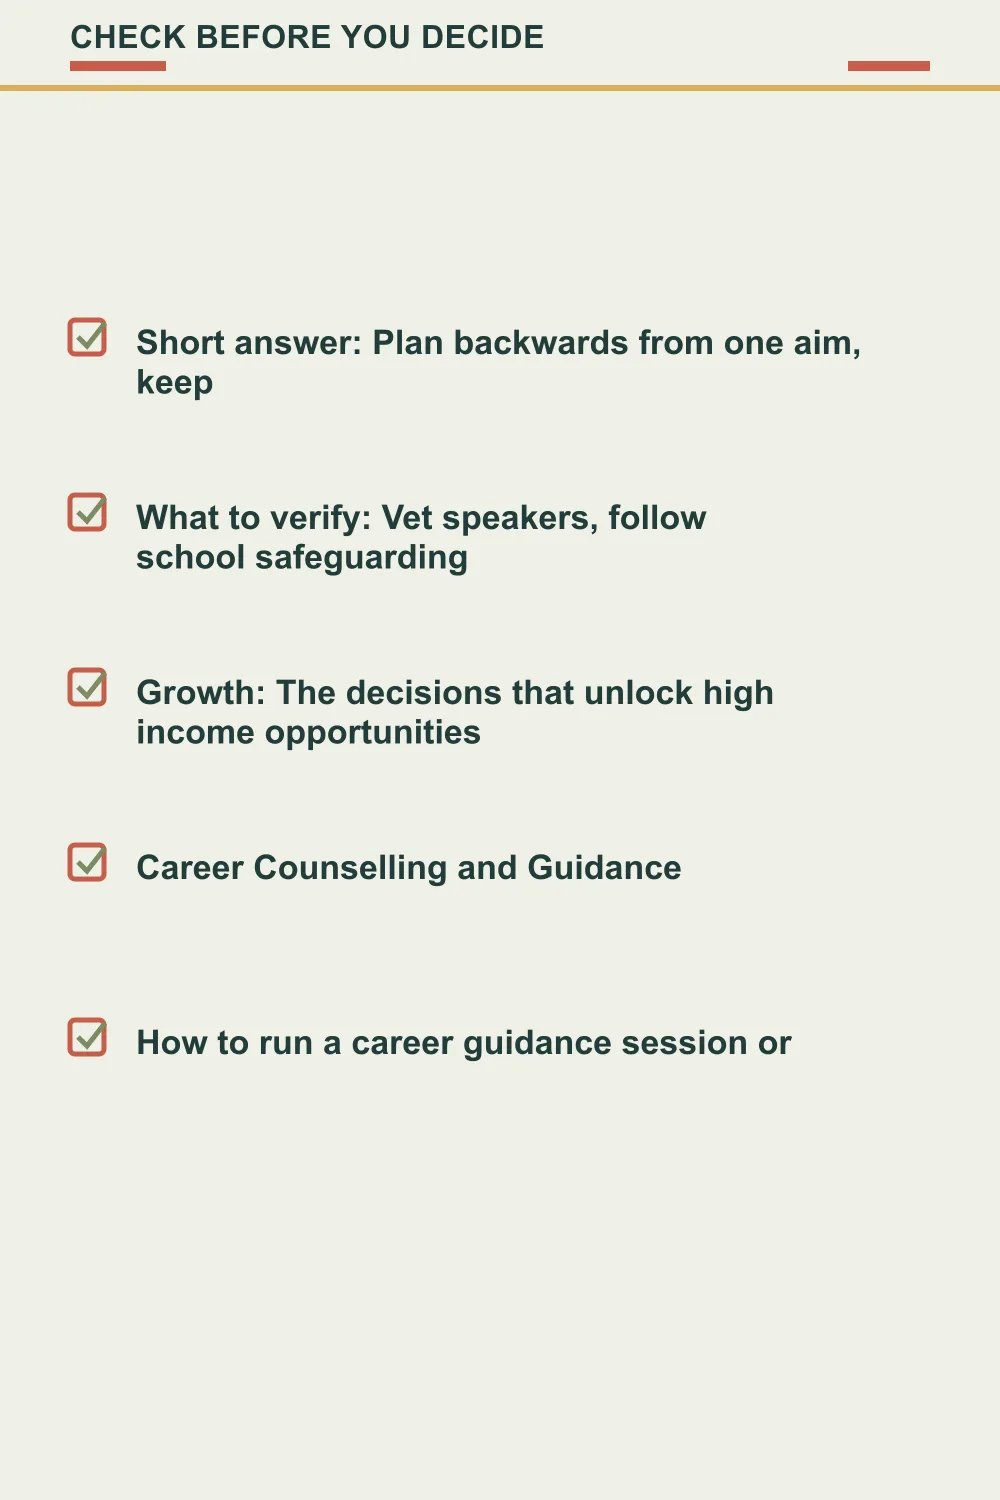 CHECK BEFORE YOU DECIDE
Short answer: Plan backwards from one aim,
keep
What to verify: Vet speakers, follow
school safeguarding
Growth: The decisions that unlock high
income opportunities
Career Counselling and Guidance
How to run a career guidance session or